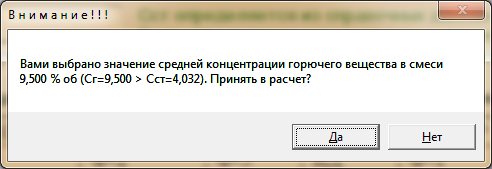 Внимание!!!
Вами выбрано значение средней концентрации горючего вещества в смеси
9,500 % об (Сг=9,500 > Сст=4,032). Принять в расчет?
Да
Нет